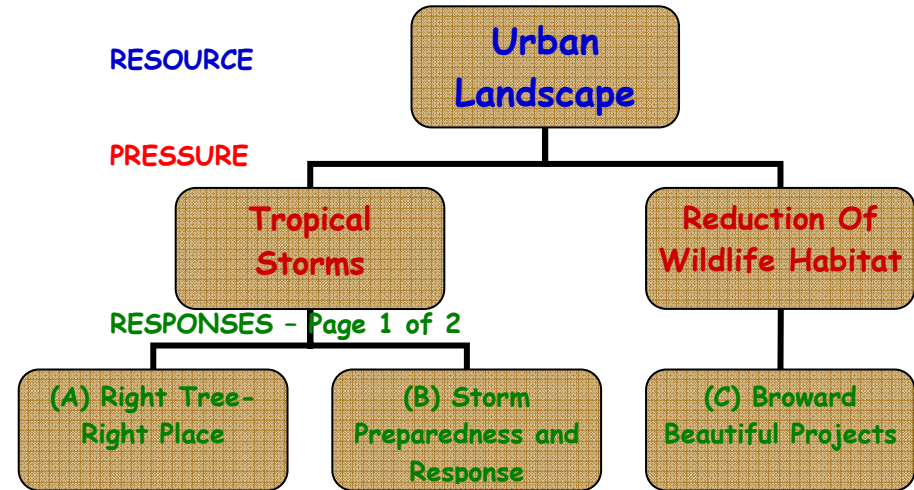 RESOURCE
Urban
Landscape
PRESSURE
Tropical
Storms
Reduction Of
Wildlife Habitat
RESPONSES – Page 1 of 2
(A) Right Tree-
Right Place
(B) Storm
Preparedness and
Response
(C) Broward
Beautiful Projects